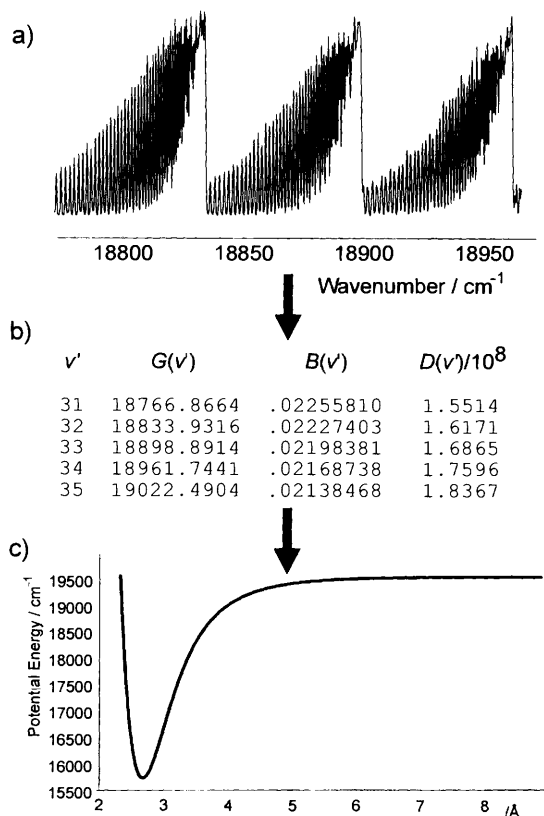 a)
18800 18850 18900 18950
Wavenumber / cm-1
b)
v' G(v') B(v') D(v')/10^8
31 18766.8664 .02255810 1.5514
32 18833.9316 .02227403 1.6171
33 18898.8914 .02198381 1.6865
34 18961.7441 .02168738 1.7596
35 19022.4904 .02138468 1.8367
c)
Potential Energy / cm-1
19500
19000
18500
18000
17500
17000
16500
16000
15500
2 3 4 5 6 7 8 /Å